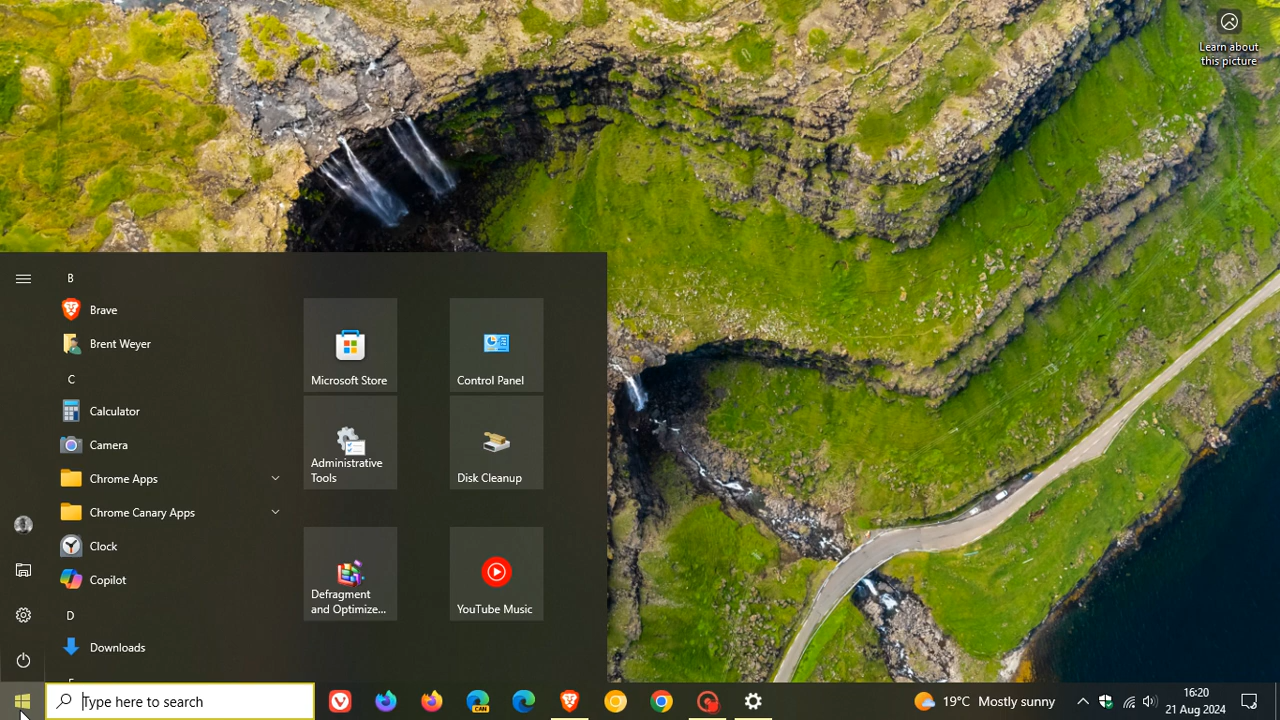 Learn about
this picture
B
Brave
Brent Weyer
C
Calculator
Camera
Chrome Apps
Chrome Canary Apps
Clock
Copilot
D
Downloads
Microsoft Store
Control Panel
Administrative
Tools
Disk Cleanup
Defragment
and Optimize...
YouTube Music
Type here to search
CAN
19°C Mostly sunny
16:20
21 Aug 2024